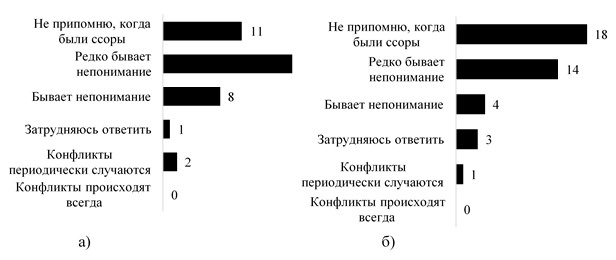 Не припомню, когда
были ссоры
11
Редко бывает
непонимание
Бывает непонимание
8
Затрудняюсь ответить
1
Конфликты
периодически случаются
2
Конфликты происходят
всегда
0
а)
Не припомню, когда
были ссоры
18
Редко бывает
непонимание
14
Бывает непонимание
4
Затрудняюсь ответить
3
Конфликты
периодически случаются
1
Конфликты происходят
всегда
0
б)